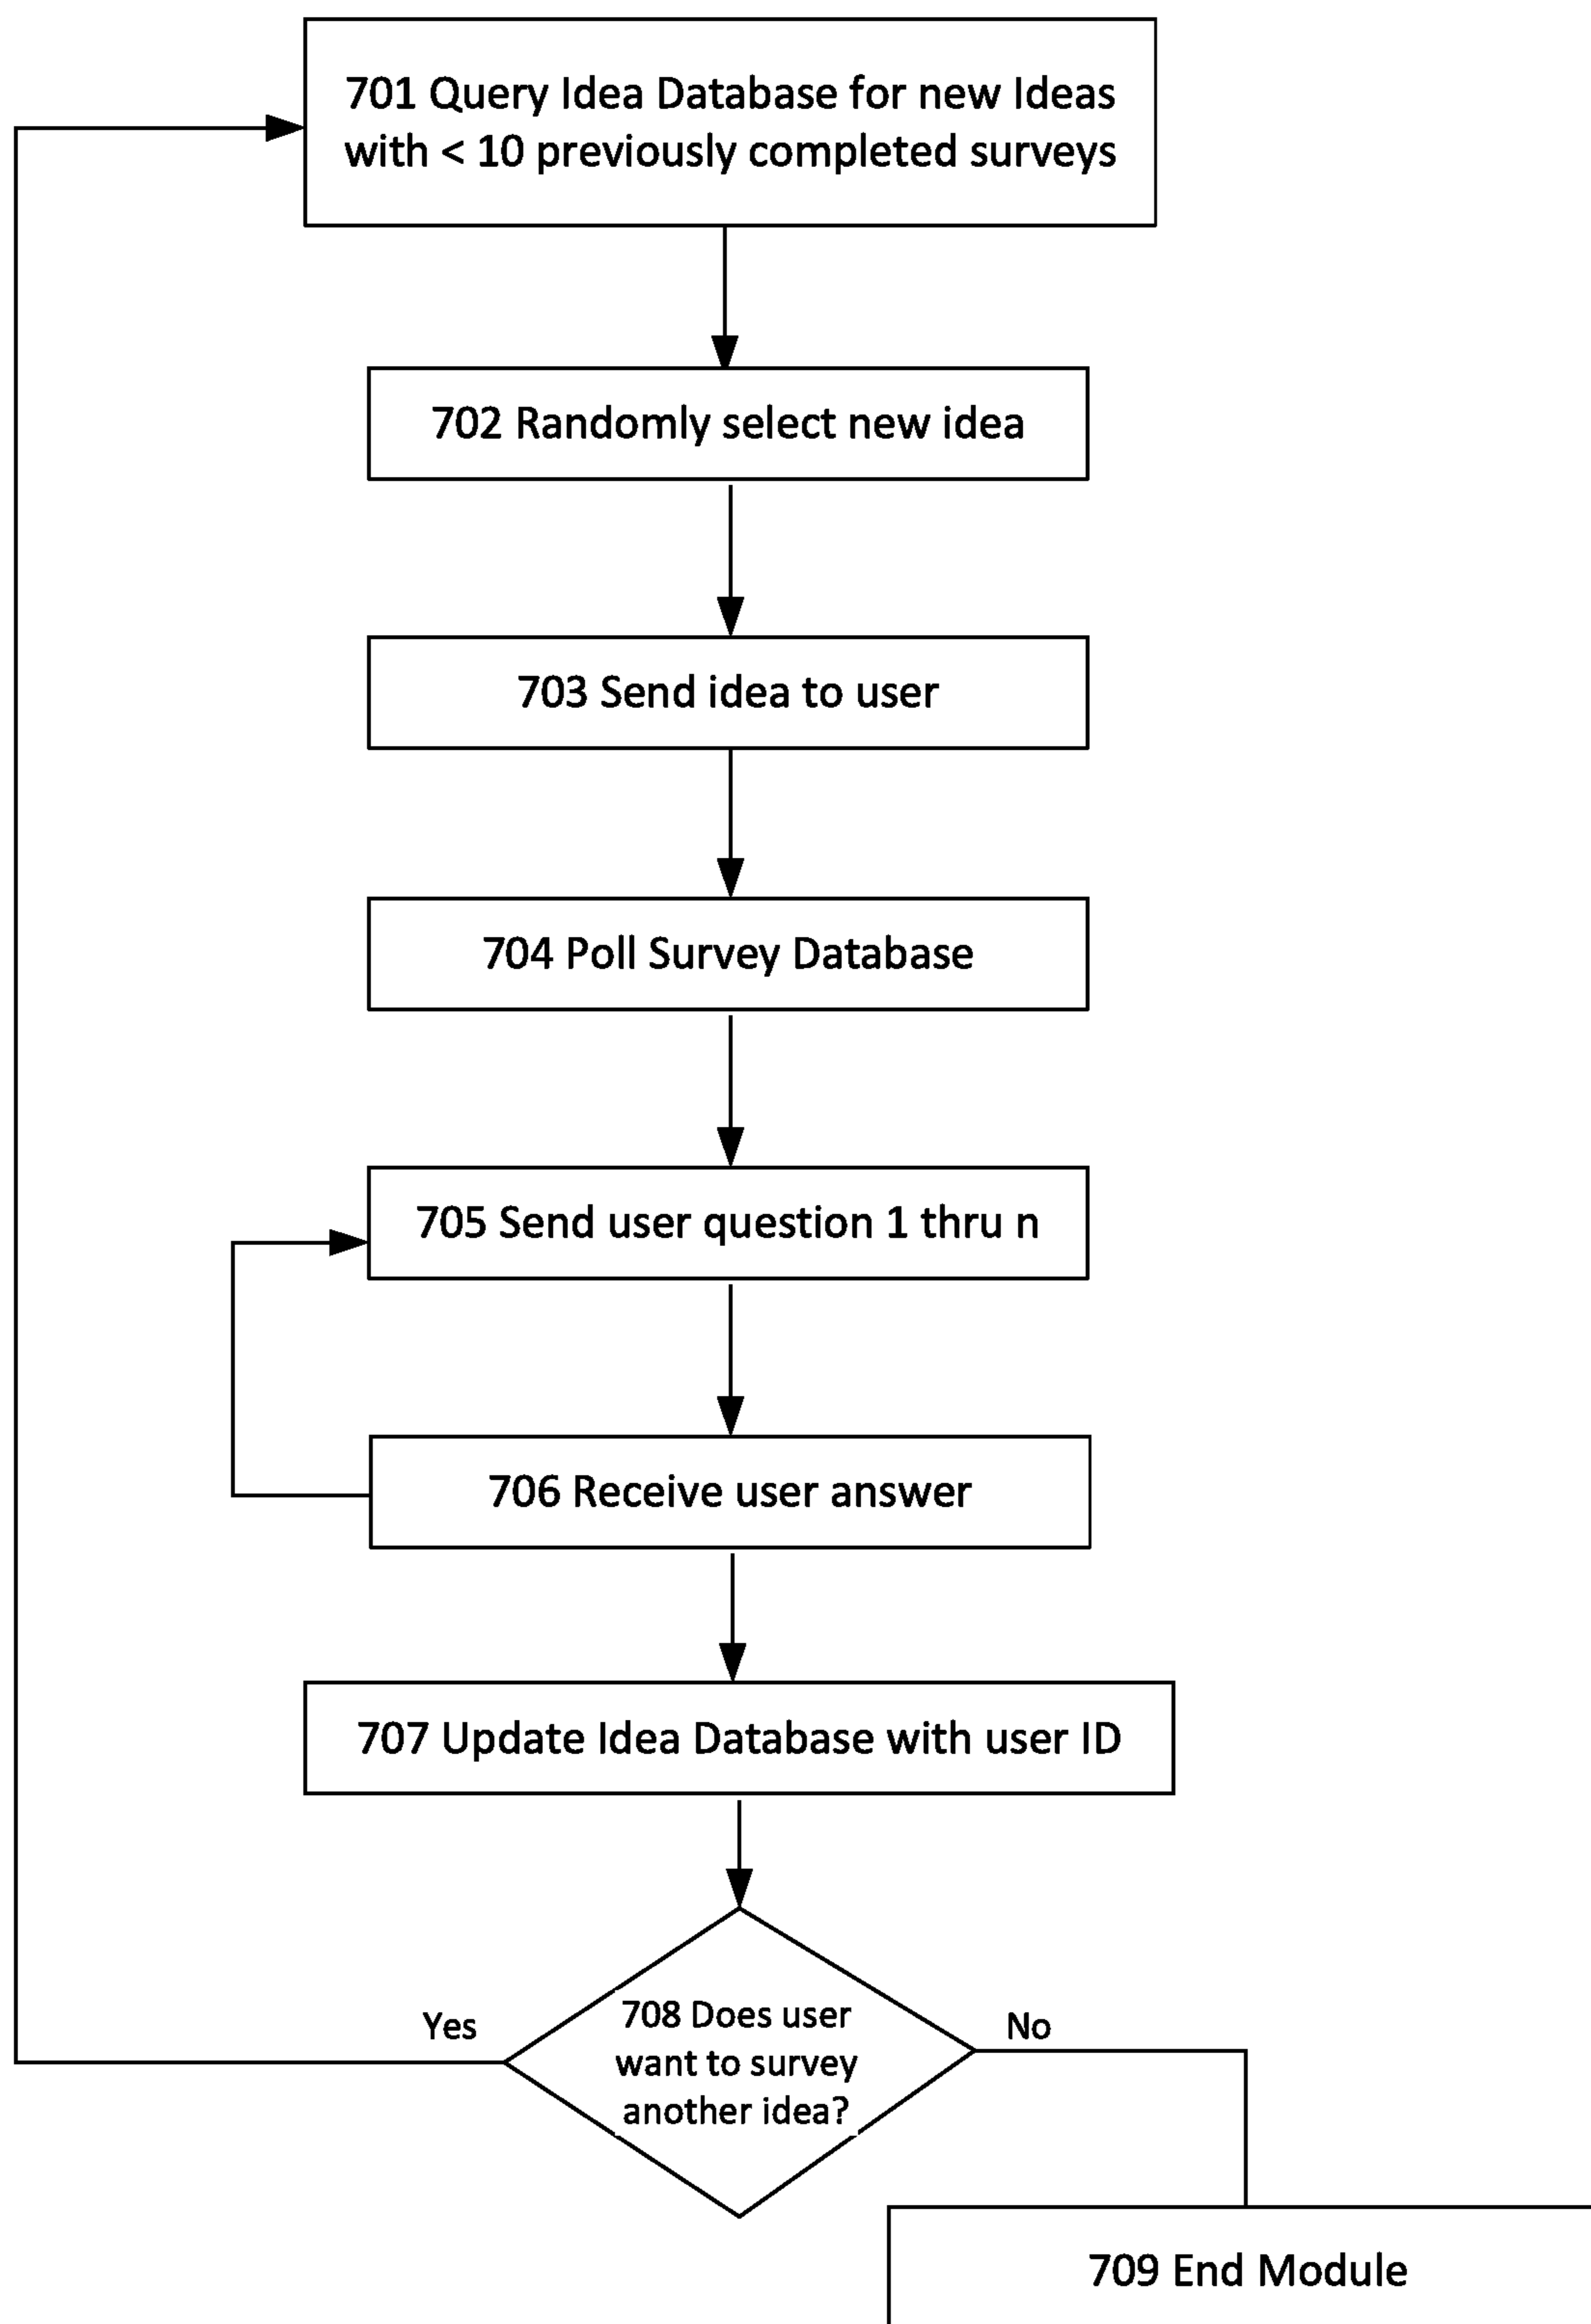 701 Query Idea Database for new Ideas
with < 10 previously completed surveys
702 Randomly select new idea
703 Send idea to user
704 Poll Survey Database
705 Send user question 1 thru n
706 Receive user answer
707 Update Idea Database with user ID
Yes
708 Does user
want to survey
another idea?
No
709 End Module